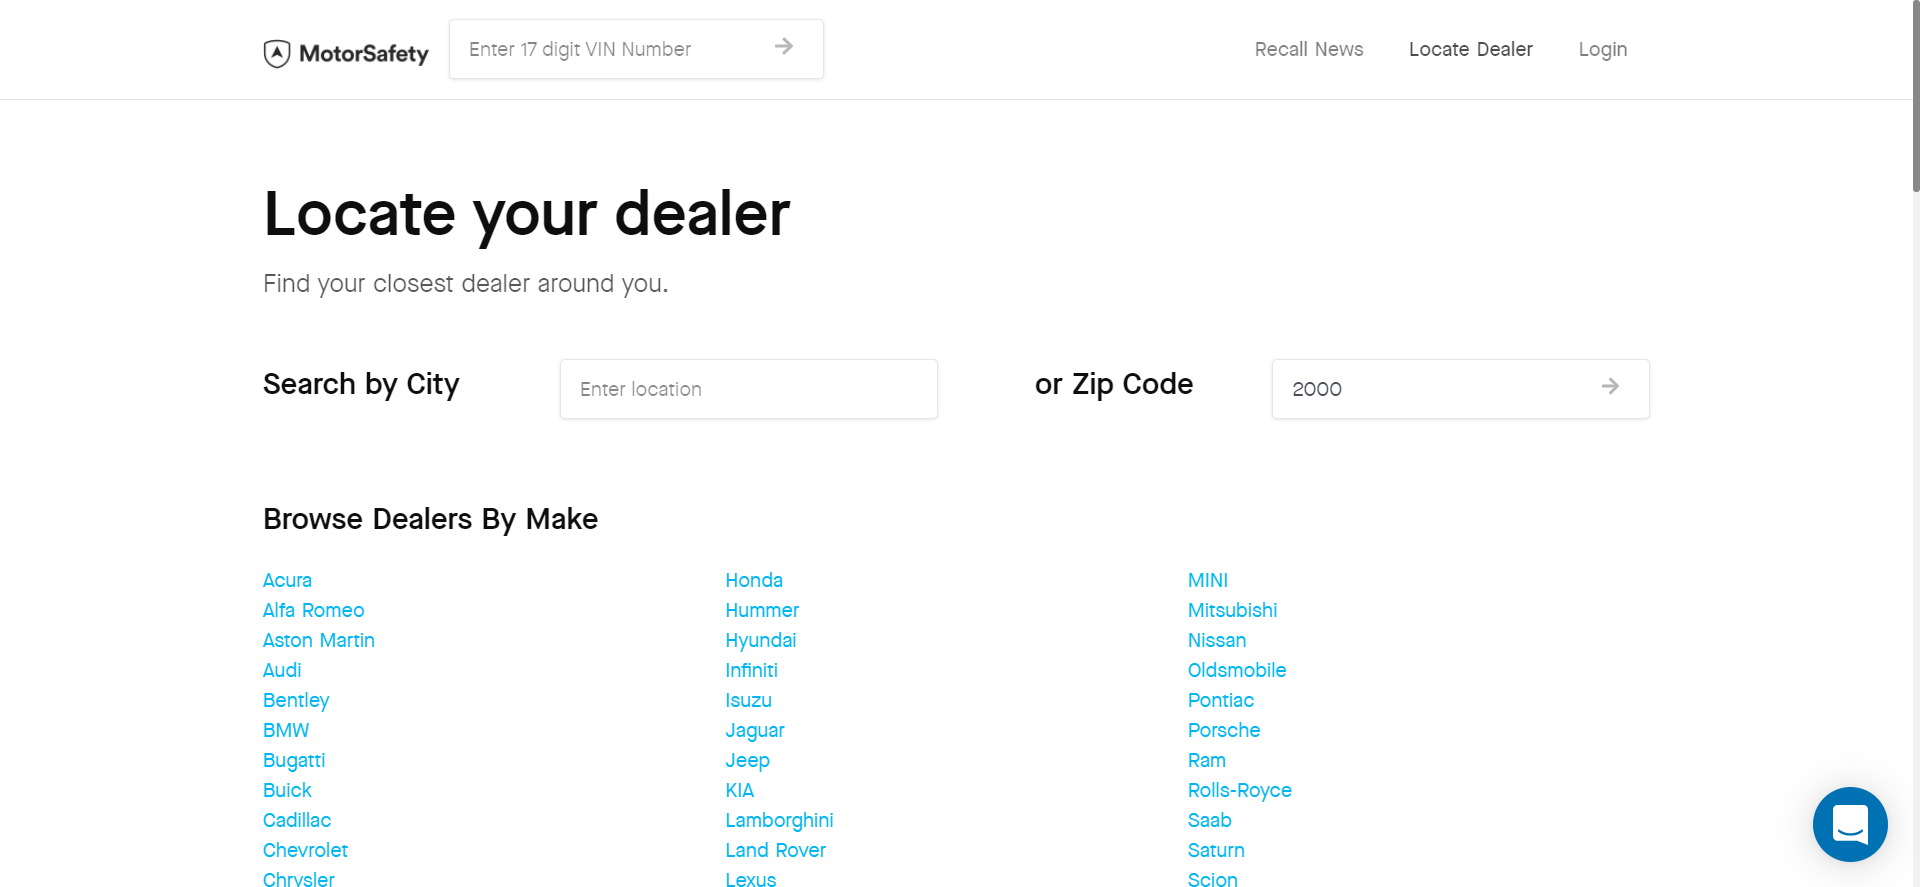 MotorSafety
Enter 17 digit VIN Number
Recall News
Locate Dealer
Login
Locate your dealer
Find your closest dealer around you.
Search by City
Enter location
or Zip Code
2000
Browse Dealers By Make
Acura
Alfa Romeo
Aston Martin
Audi
Bentley
BMW
Bugatti
Buick
Cadillac
Chevrolet
Chrysler
Honda
Hummer
Hyundai
Infiniti
Isuzu
Jaguar
Jeep
KIA
Lamborghini
Land Rover
Lexus
MINI
Mitsubishi
Nissan
Oldsmobile
Pontiac
Porsche
Ram
Rolls-Royce
Saab
Saturn
Scion